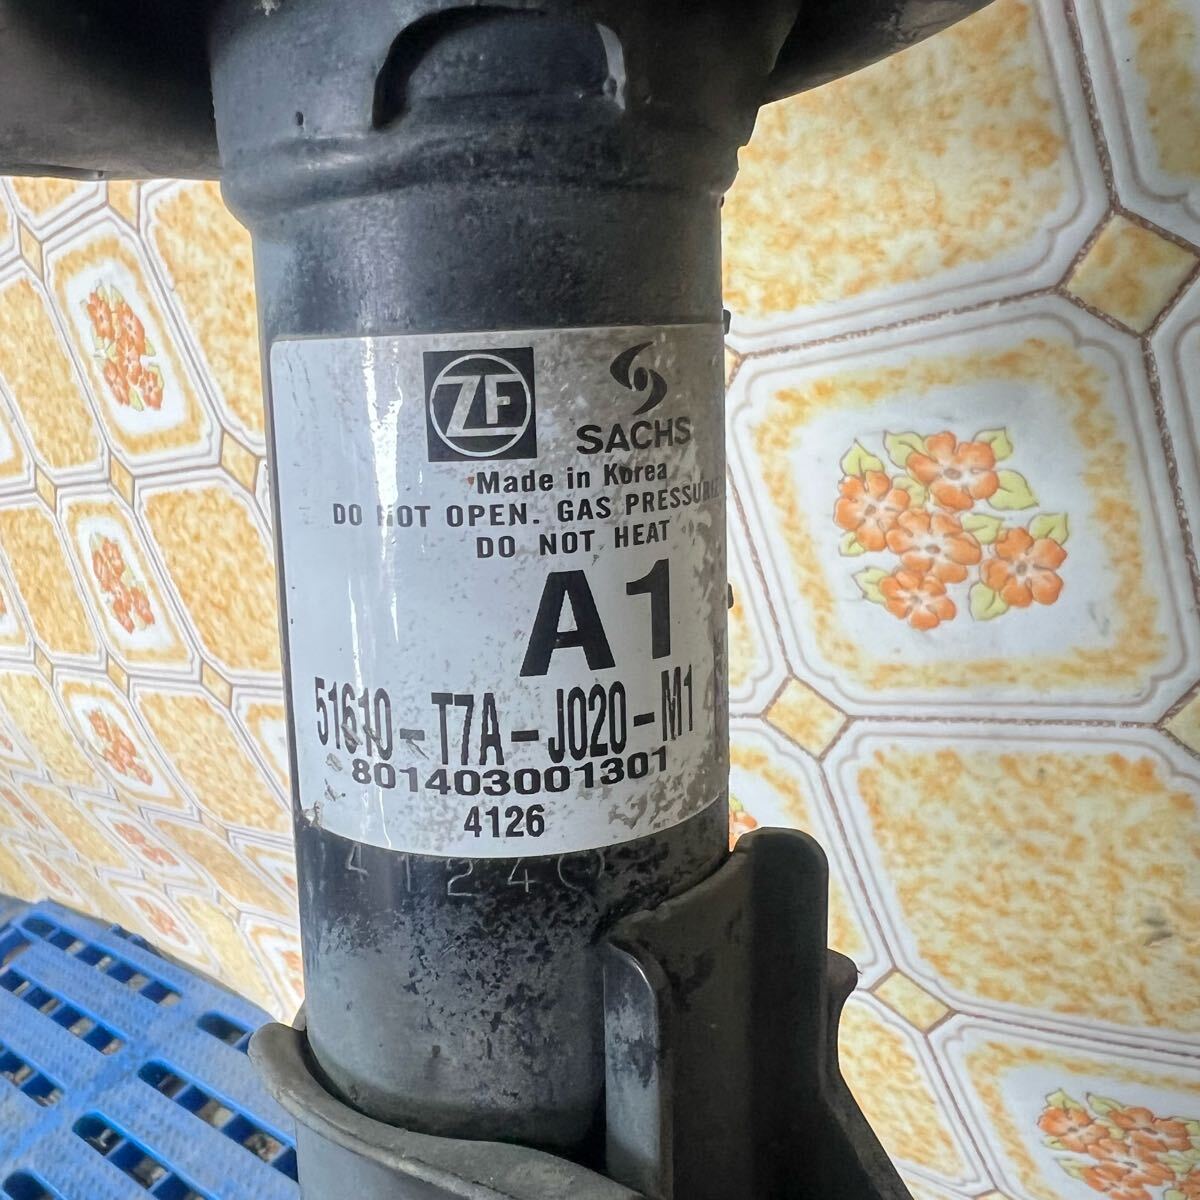 ZF
SACHS
Made in Korea
DO NOT OPEN. GAS
DO NOT HEAT
A1
51610-T7A-J020-M1
801403001301
4126
41240